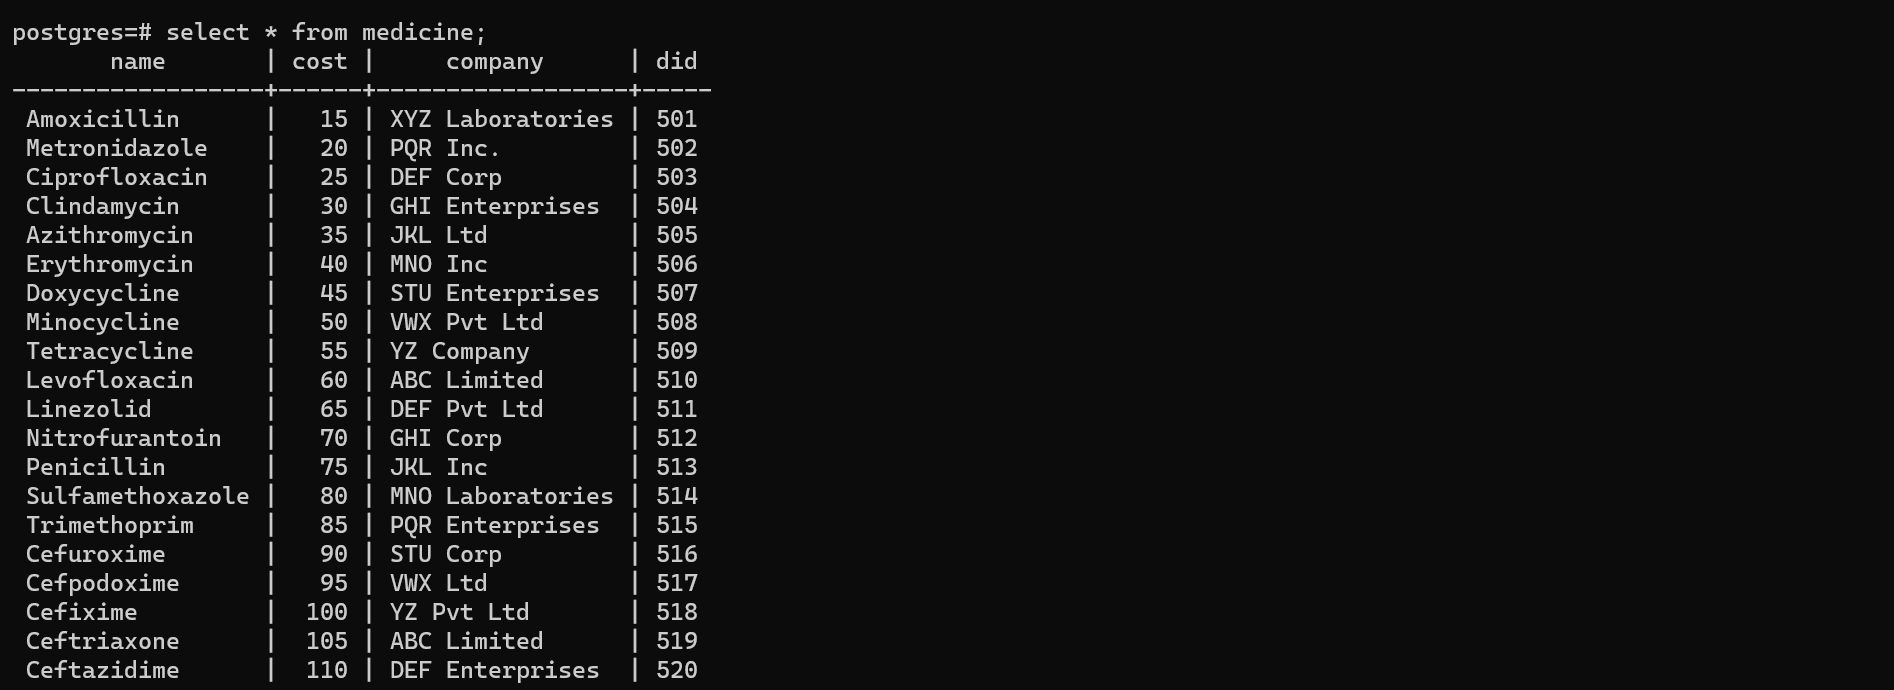 postgres=# select * from medicine;
       name       | cost |     company      | did
------------------+------+------------------+-----
 Amoxicillin      |   15 | XYZ Laboratories | 501
 Metronidazole    |   20 | PQR Inc.         | 502
 Ciprofloxacin    |   25 | DEF Corp         | 503
 Clindamycin      |   30 | GHI Enterprises  | 504
 Azithromycin     |   35 | JKL Ltd          | 505
 Erythromycin     |   40 | MNO Inc          | 506
 Doxycycline      |   45 | STU Enterprises  | 507
 Minocycline      |   50 | VWX Pvt Ltd      | 508
 Tetracycline     |   55 | YZ Company       | 509
 Levofloxacin     |   60 | ABC Limited      | 510
 Linezolid        |   65 | DEF Pvt Ltd      | 511
 Nitrofurantoin   |   70 | GHI Corp         | 512
 Penicillin       |   75 | JKL Inc          | 513
 Sulfamethoxazole |   80 | MNO Laboratories | 514
 Trimethoprim     |   85 | PQR Enterprises  | 515
 Cefuroxime       |   90 | STU Corp         | 516
 Cefpodoxime      |   95 | VWX Ltd          | 517
 Cefixime         |  100 | YZ Pvt Ltd       | 518
 Ceftriaxone      |  105 | ABC Limited      | 519
 Ceftazidime      |  110 | DEF Enterprises  | 520